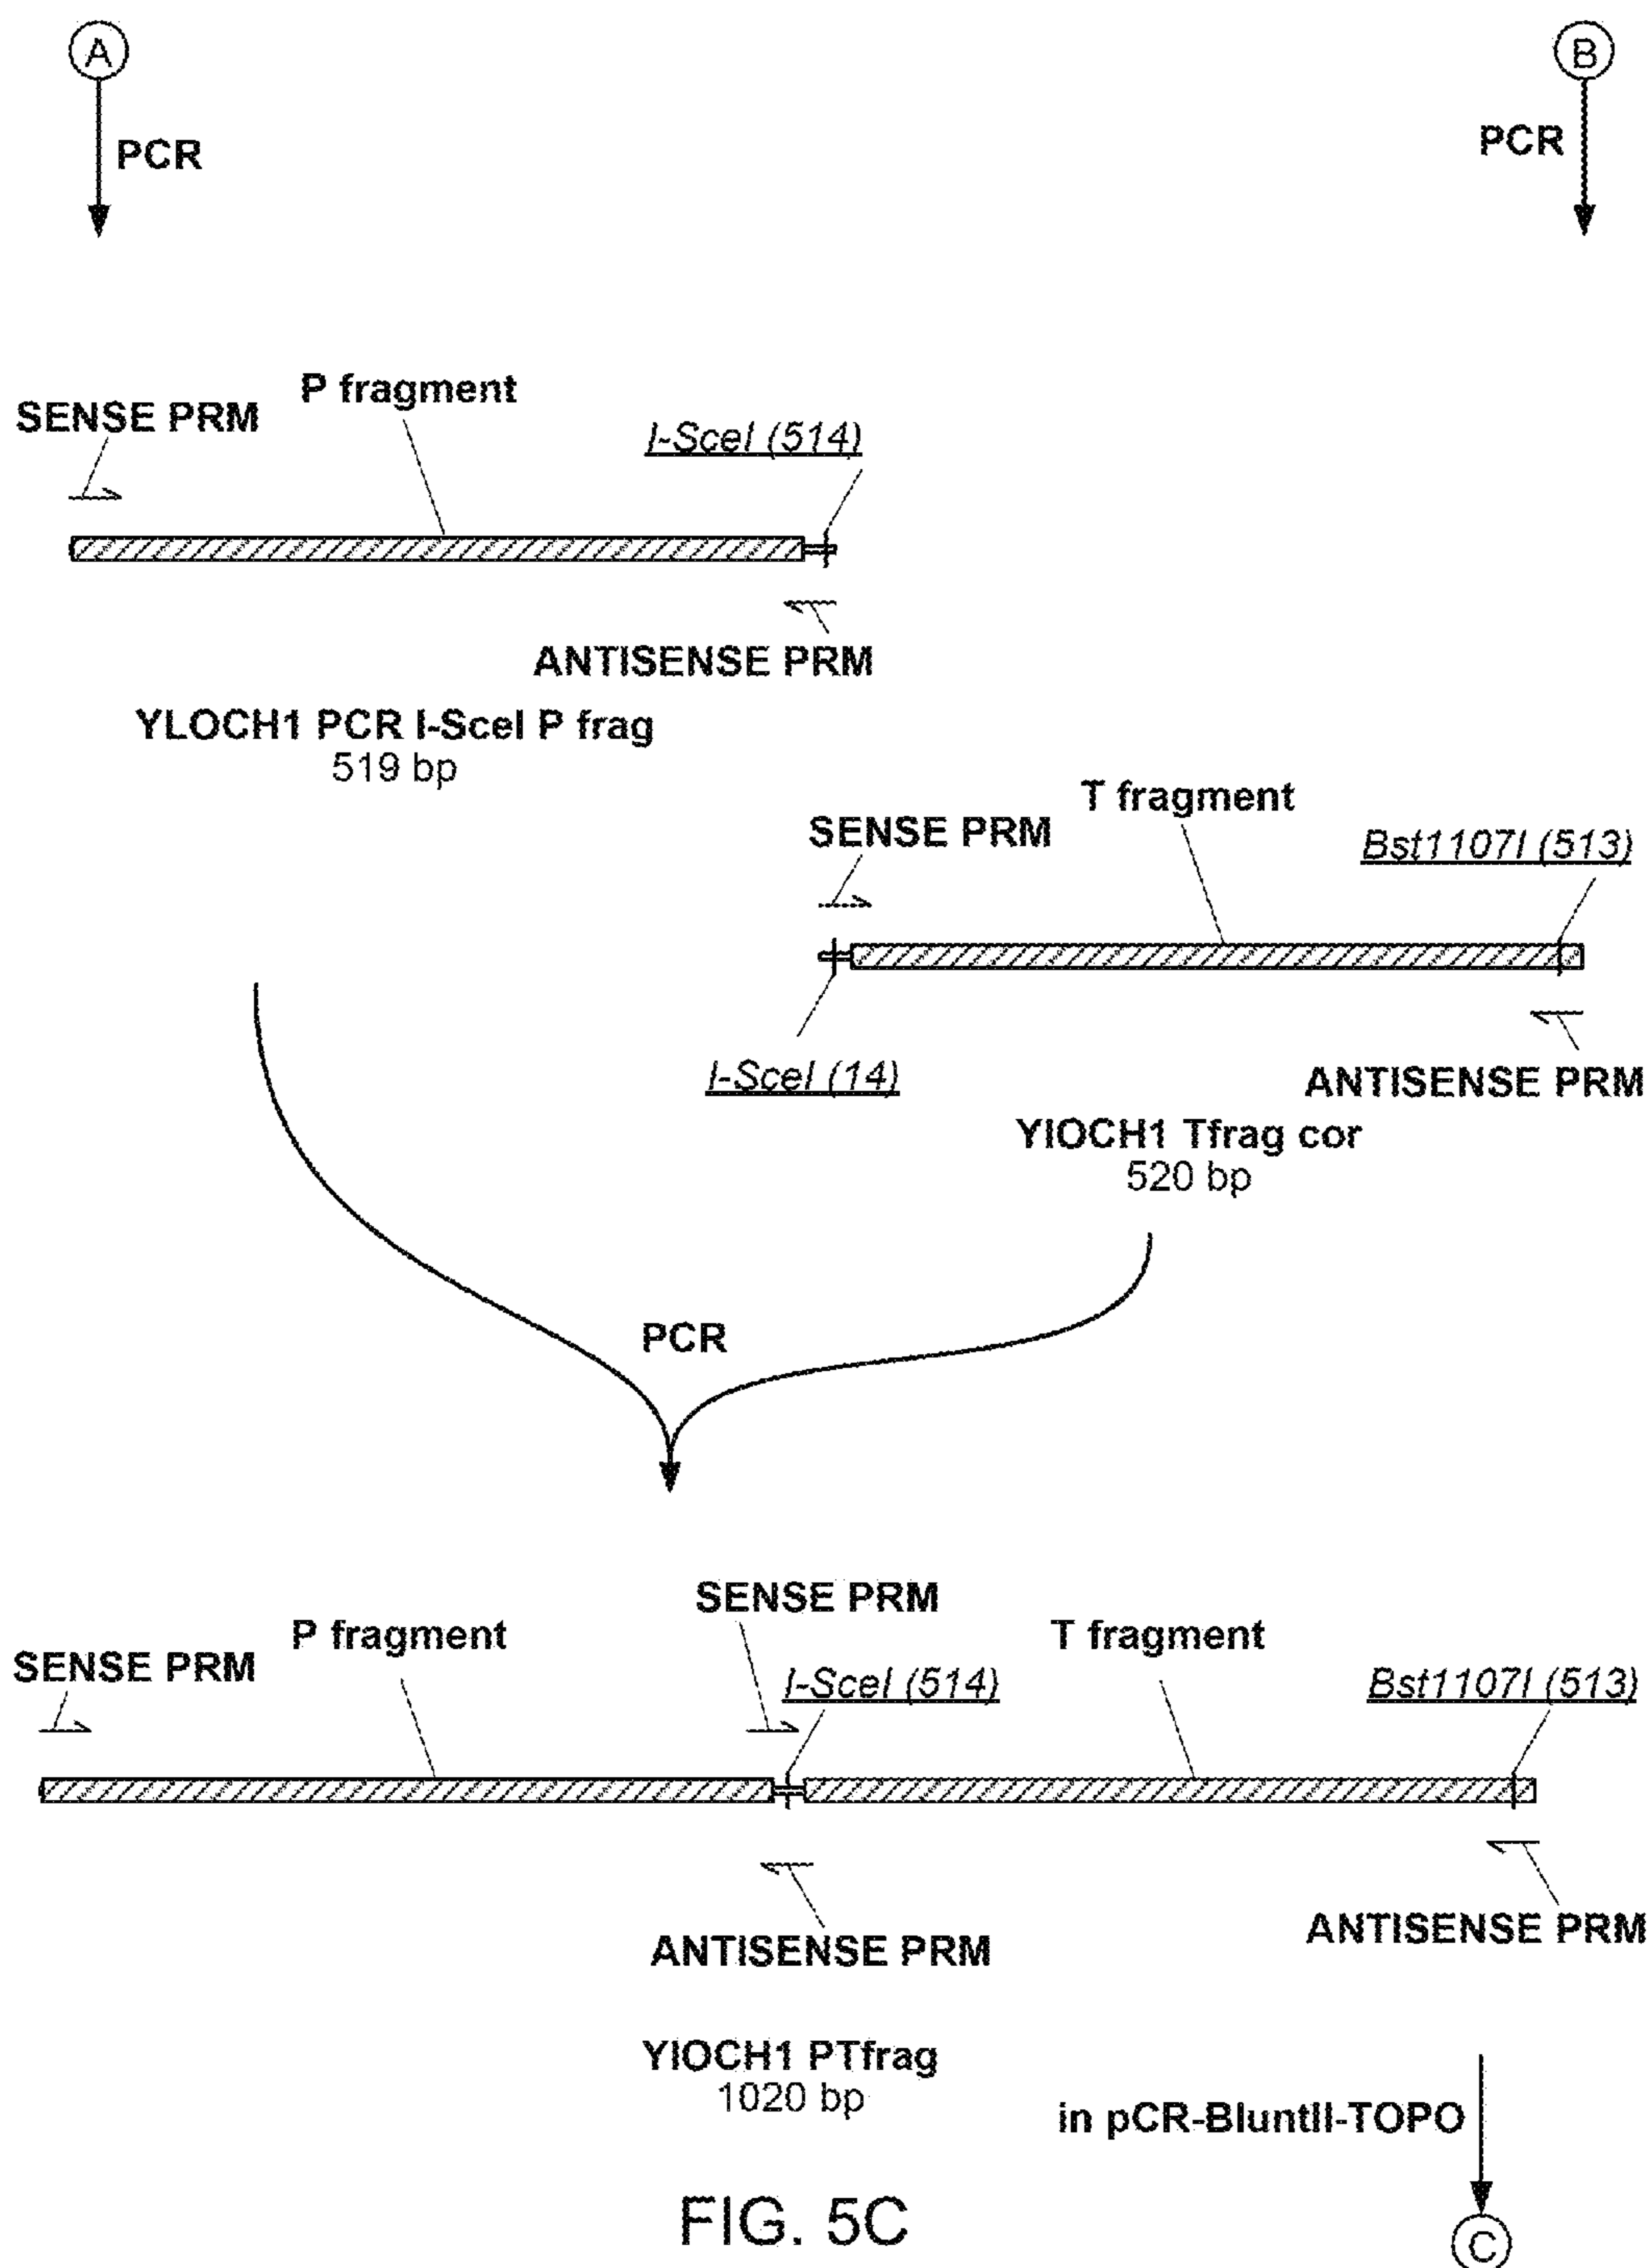 A
B
PCR
PCR
P fragment
SENSE PRM
I-SceI (514)
ANTISENSE PRM
YLOCH1 PCR I-SceI P frag
519 bp
T fragment
SENSE PRM
Bst1107I (513)
I-SceI (14)
ANTISENSE PRM
YIOCH1 Tfrag cor
520 bp
PCR
SENSE PRM
P fragment
T fragment
SENSE PRM
I-SceI (514)
Bst1107I (513)
ANTISENSE PRM
ANTISENSE PRM
YIOCH1 PTfrag
1020 bp
in pCR-BluntII-TOPO
FIG. 5C
C